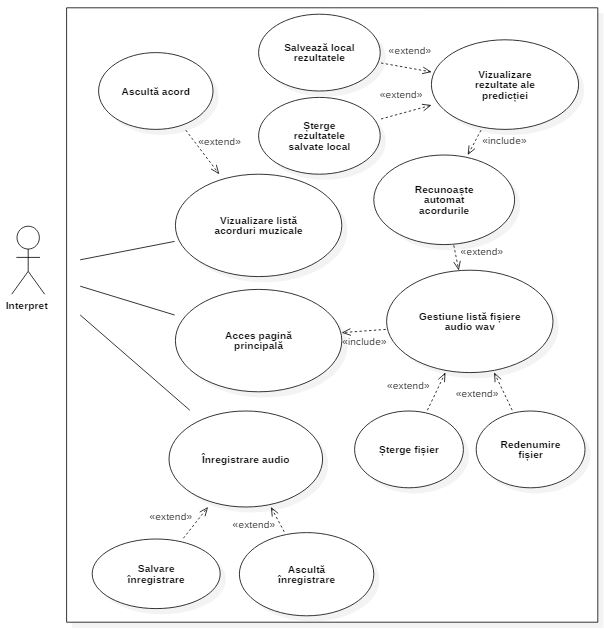 Salvează local
rezultatele
«extend»
Vizualizare
rezultate ale
predicției
Ascultă acord
«extend»
Șterge
rezultatele
salvate local
«extend»
«include»
Recunoaște
automat
acordurile
Vizualizare listă
acorduri muzicale
«extend»
Interpret
Gestiune listă fișiere
audio wav
Acces pagină
principală
«include»
«extend»
«extend»
Înregistrare audio
Șterge fișier
Redenumire
fișier
«extend»
«extend»
Salvare
înregistrare
Ascultă
înregistrare